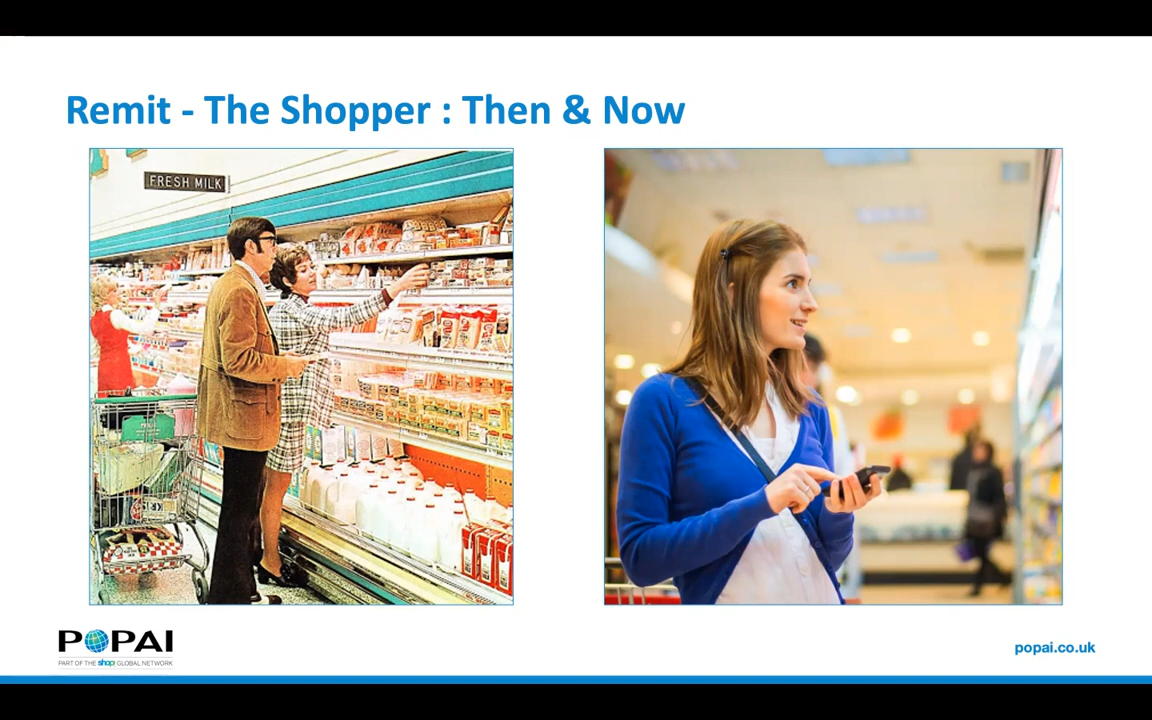 Remit - The Shopper : Then & Now
FRESH MILK
POPAI
PART OF THE shop! GLOBAL NETWORK
popai.co.uk